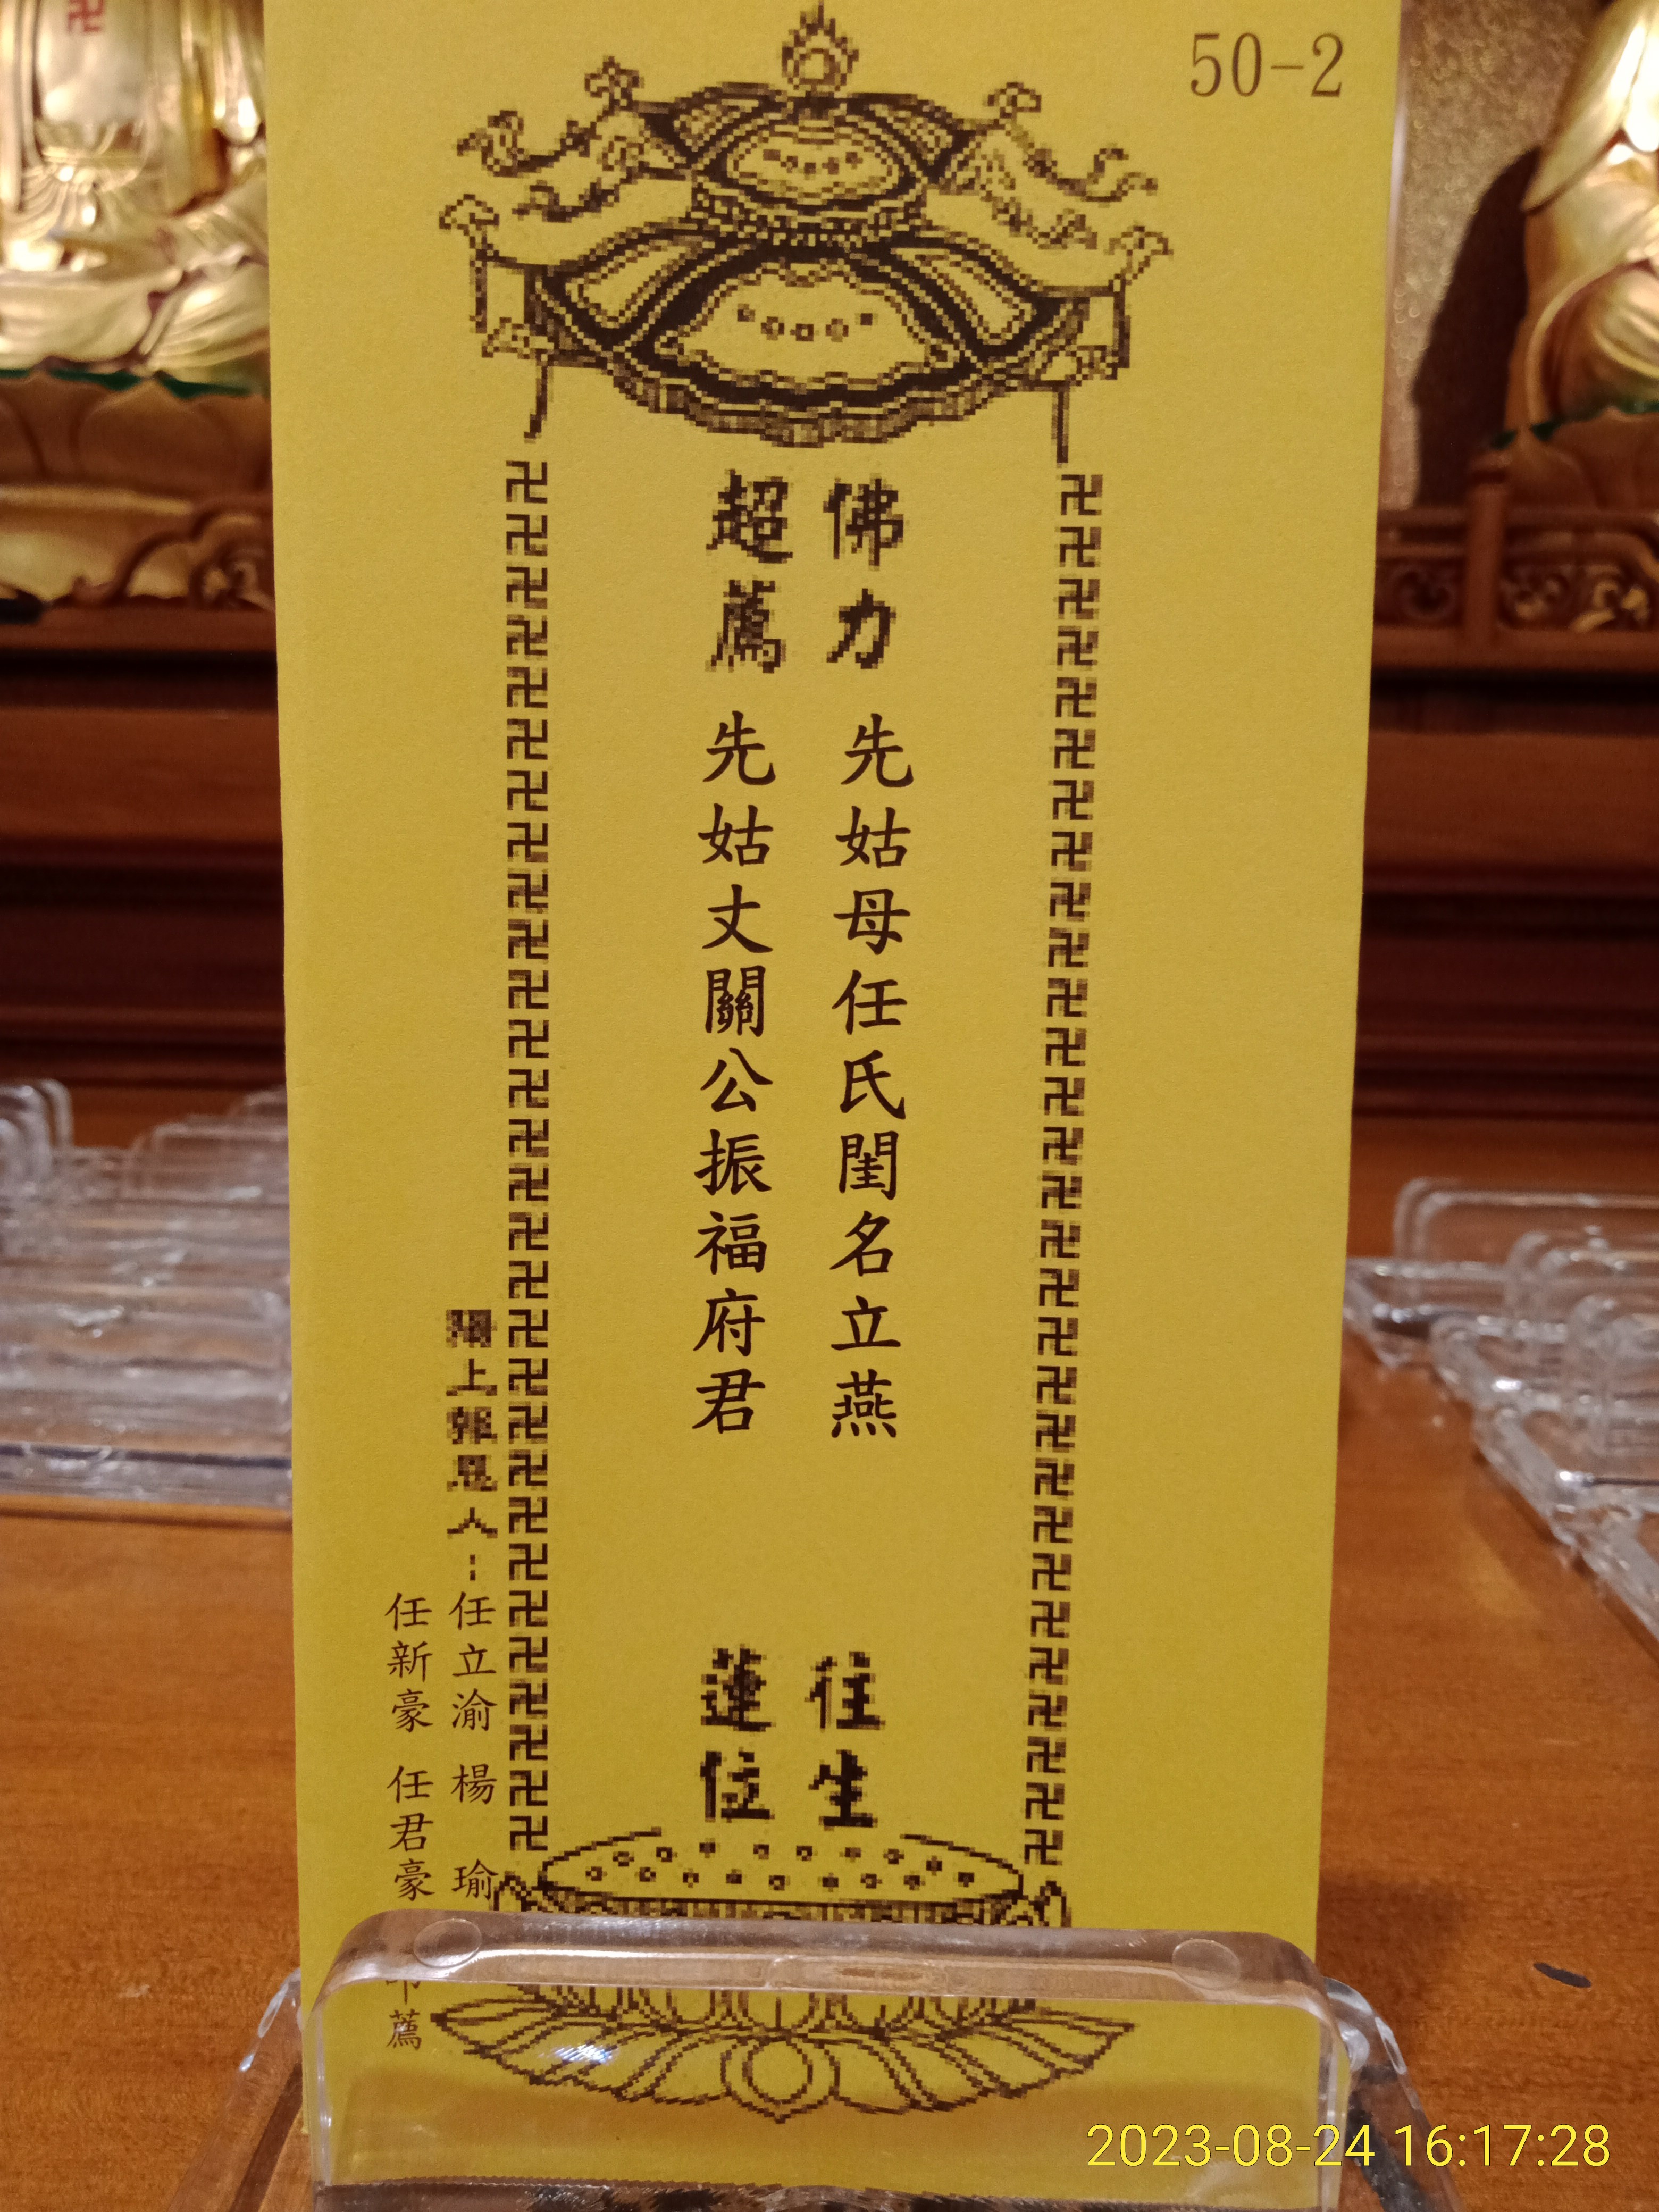 50-2
佛力 先姑母任氏閨名立燕 往生
超薦 先姑丈關公振福府君 蓮位
陽上報恩人:任立渝 楊 瑜
任新豪 任君豪 叩薦
2023-08-24 16:17:28